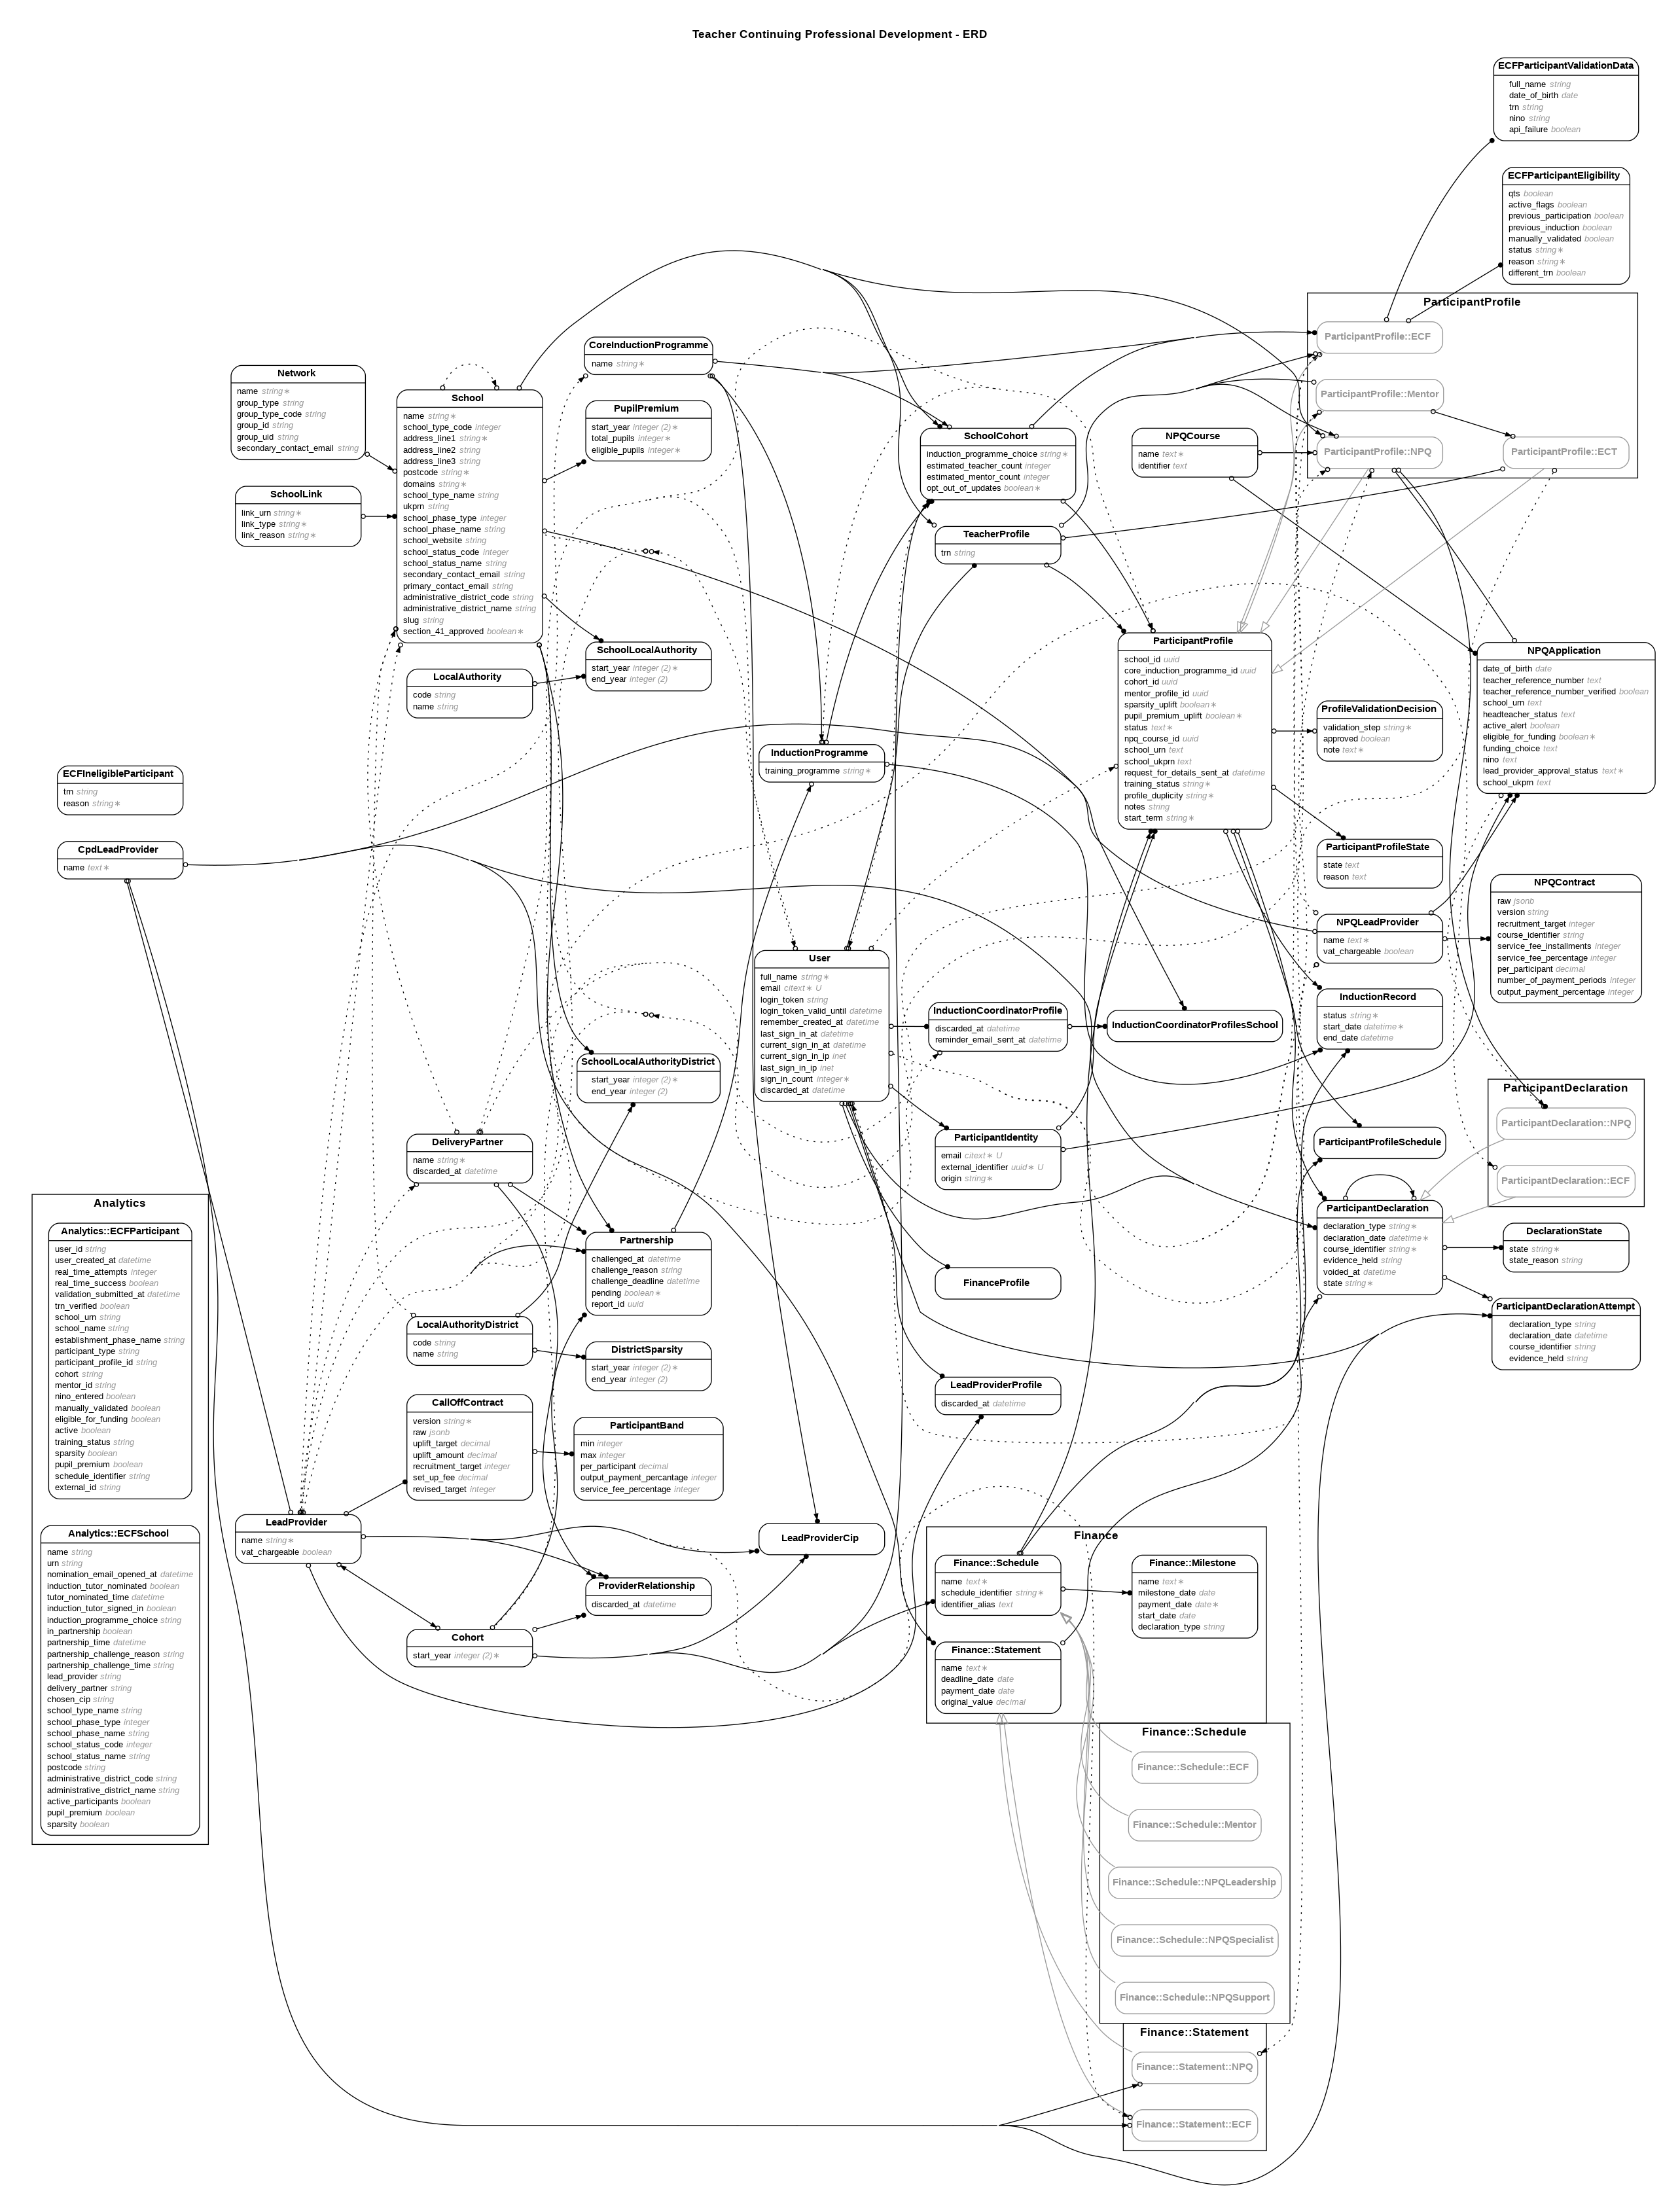 Teacher Continuing Professional Development - ERD
ECFParticipantValidationData
full_name string
date_of_birth date
trn string
nino string
api_failure boolean
ECFParticipantEligibility
qts boolean
active_flags boolean
previous_participation boolean
previous_induction boolean
manually_validated boolean
status string∗
reason string∗
different_trn boolean
ParticipantProfile
ParticipantProfile::ECF
ParticipantProfile::Mentor
ParticipantProfile::NPQ
ParticipantProfile::ECT
CoreInductionProgramme
name string∗
Network
name string∗
group_type string
group_type_code string
group_id string
group_uid string
secondary_contact_email string
School
name string∗
school_type_code integer
address_line1 string∗
address_line2 string
address_line3 string
postcode string∗
domains string∗
school_type_name string
ukprn string
school_phase_type integer
school_phase_name string
school_website string
school_status_code integer
school_status_name string
secondary_contact_email string
primary_contact_email string
administrative_district_code string
administrative_district_name string
slug string
section_41_approved boolean∗
PupilPremium
start_year integer (2)∗
total_pupils integer∗
eligible_pupils integer∗
SchoolCohort
induction_programme_choice string∗
estimated_teacher_count integer
estimated_mentor_count integer
opt_out_of_updates boolean∗
NPQCourse
name text∗
identifier text
SchoolLink
link_urn string∗
link_type string∗
link_reason string∗
TeacherProfile
trn string
ParticipantProfile
school_id uuid
core_induction_programme_id uuid
cohort_id uuid
mentor_profile_id uuid
sparsity_uplift boolean∗
pupil_premium_uplift boolean∗
status text∗
npq_course_id uuid
school_urn text
school_ukprn text
request_for_details_sent_at datetime
training_status string∗
profile_duplicity string∗
notes string
start_term string∗
NPQApplication
date_of_birth date
teacher_reference_number text
teacher_reference_number_verified boolean
school_urn text
headteacher_status text
active_alert boolean
eligible_for_funding boolean∗
funding_choice text
nino text
lead_provider_approval_status text∗
school_ukprn text
SchoolLocalAuthority
start_year integer (2)∗
end_year integer (2)
LocalAuthority
code string
name string
ProfileValidationDecision
validation_step string∗
approved boolean
note text∗
InductionProgramme
training_programme string∗
ECFIneligibleParticipant
trn string
reason string∗
CpdLeadProvider
name text∗
ParticipantProfileState
state text
reason text
NPQContract
raw jsonb
version string
recruitment_target integer
course_identifier string
service_fee_installments integer
service_fee_percentage integer
per_participant decimal
number_of_payment_periods integer
output_payment_percentage integer
NPQLeadProvider
name text∗
vat_chargeable boolean
User
full_name string∗
email citext∗ U
login_token string
login_token_valid_until datetime
remember_created_at datetime
last_sign_in_at datetime
current_sign_in_at datetime
current_sign_in_ip inet
last_sign_in_ip inet
sign_in_count integer∗
discarded_at datetime
InductionCoordinatorProfile
discarded_at datetime
reminder_email_sent_at datetime
InductionCoordinatorProfilesSchool
InductionRecord
status string∗
start_date datetime∗
end_date datetime
SchoolLocalAuthorityDistrict
start_year integer (2)∗
end_year integer (2)
DeliveryPartner
name string∗
discarded_at datetime
ParticipantIdentity
email citext∗ U
external_identifier uuid∗ U
origin string∗
ParticipantProfileSchedule
ParticipantDeclaration
ParticipantDeclaration::NPQ
ParticipantDeclaration::ECF
ParticipantDeclaration
declaration_type string∗
declaration_date datetime∗
course_identifier string∗
evidence_held string
voided_at datetime
state string∗
DeclarationState
state string∗
state_reason string
ParticipantDeclarationAttempt
declaration_type string
declaration_date datetime
course_identifier string
evidence_held string
Partnership
challenged_at datetime
challenge_reason string
challenge_deadline datetime
pending boolean∗
report_id uuid
FinanceProfile
LocalAuthorityDistrict
code string
name string
DistrictSparsity
start_year integer (2)∗
end_year integer (2)
LeadProviderProfile
discarded_at datetime
CallOffContract
version string∗
raw jsonb
uplift_target decimal
uplift_amount decimal
recruitment_target integer
set_up_fee decimal
revised_target integer
ParticipantBand
min integer
max integer
per_participant decimal
output_payment_percantage integer
service_fee_percentage integer
Analytics
Analytics::ECFParticipant
user_id string
user_created_at datetime
real_time_attempts integer
real_time_success boolean
validation_submitted_at datetime
trn_verified boolean
school_urn string
school_name string
establishment_phase_name string
participant_type string
participant_profile_id string
cohort string
mentor_id string
nino_entered boolean
manually_validated boolean
eligible_for_funding boolean
active boolean
training_status string
sparsity boolean
pupil_premium boolean
schedule_identifier string
external_id string
Analytics::ECFSchool
name string
urn string
nomination_email_opened_at datetime
induction_tutor_nominated boolean
tutor_nominated_time datetime
induction_tutor_signed_in boolean
induction_programme_choice string
in_partnership boolean
partnership_time datetime
partnership_challenge_reason string
partnership_challenge_time string
lead_provider string
delivery_partner string
chosen_cip string
school_type_name string
school_phase_type integer
school_phase_name string
school_status_code integer
school_status_name string
postcode string
administrative_district_code string
administrative_district_name string
active_participants boolean
pupil_premium boolean
sparsity boolean
LeadProvider
name string∗
vat_chargeable boolean
LeadProviderCip
ProviderRelationship
discarded_at datetime
Cohort
start_year integer (2)∗
Finance
Finance::Schedule
name text∗
schedule_identifier string∗
identifier_alias text
Finance::Milestone
name text∗
milestone_date date
payment_date date∗
start_date date
declaration_type string
Finance::Statement
name text∗
deadline_date date
payment_date date
original_value decimal
Finance::Schedule
Finance::Schedule::ECF
Finance::Schedule::Mentor
Finance::Schedule::NPQLeadership
Finance::Schedule::NPQSpecialist
Finance::Schedule::NPQSupport
Finance::Statement
Finance::Statement::NPQ
Finance::Statement::ECF